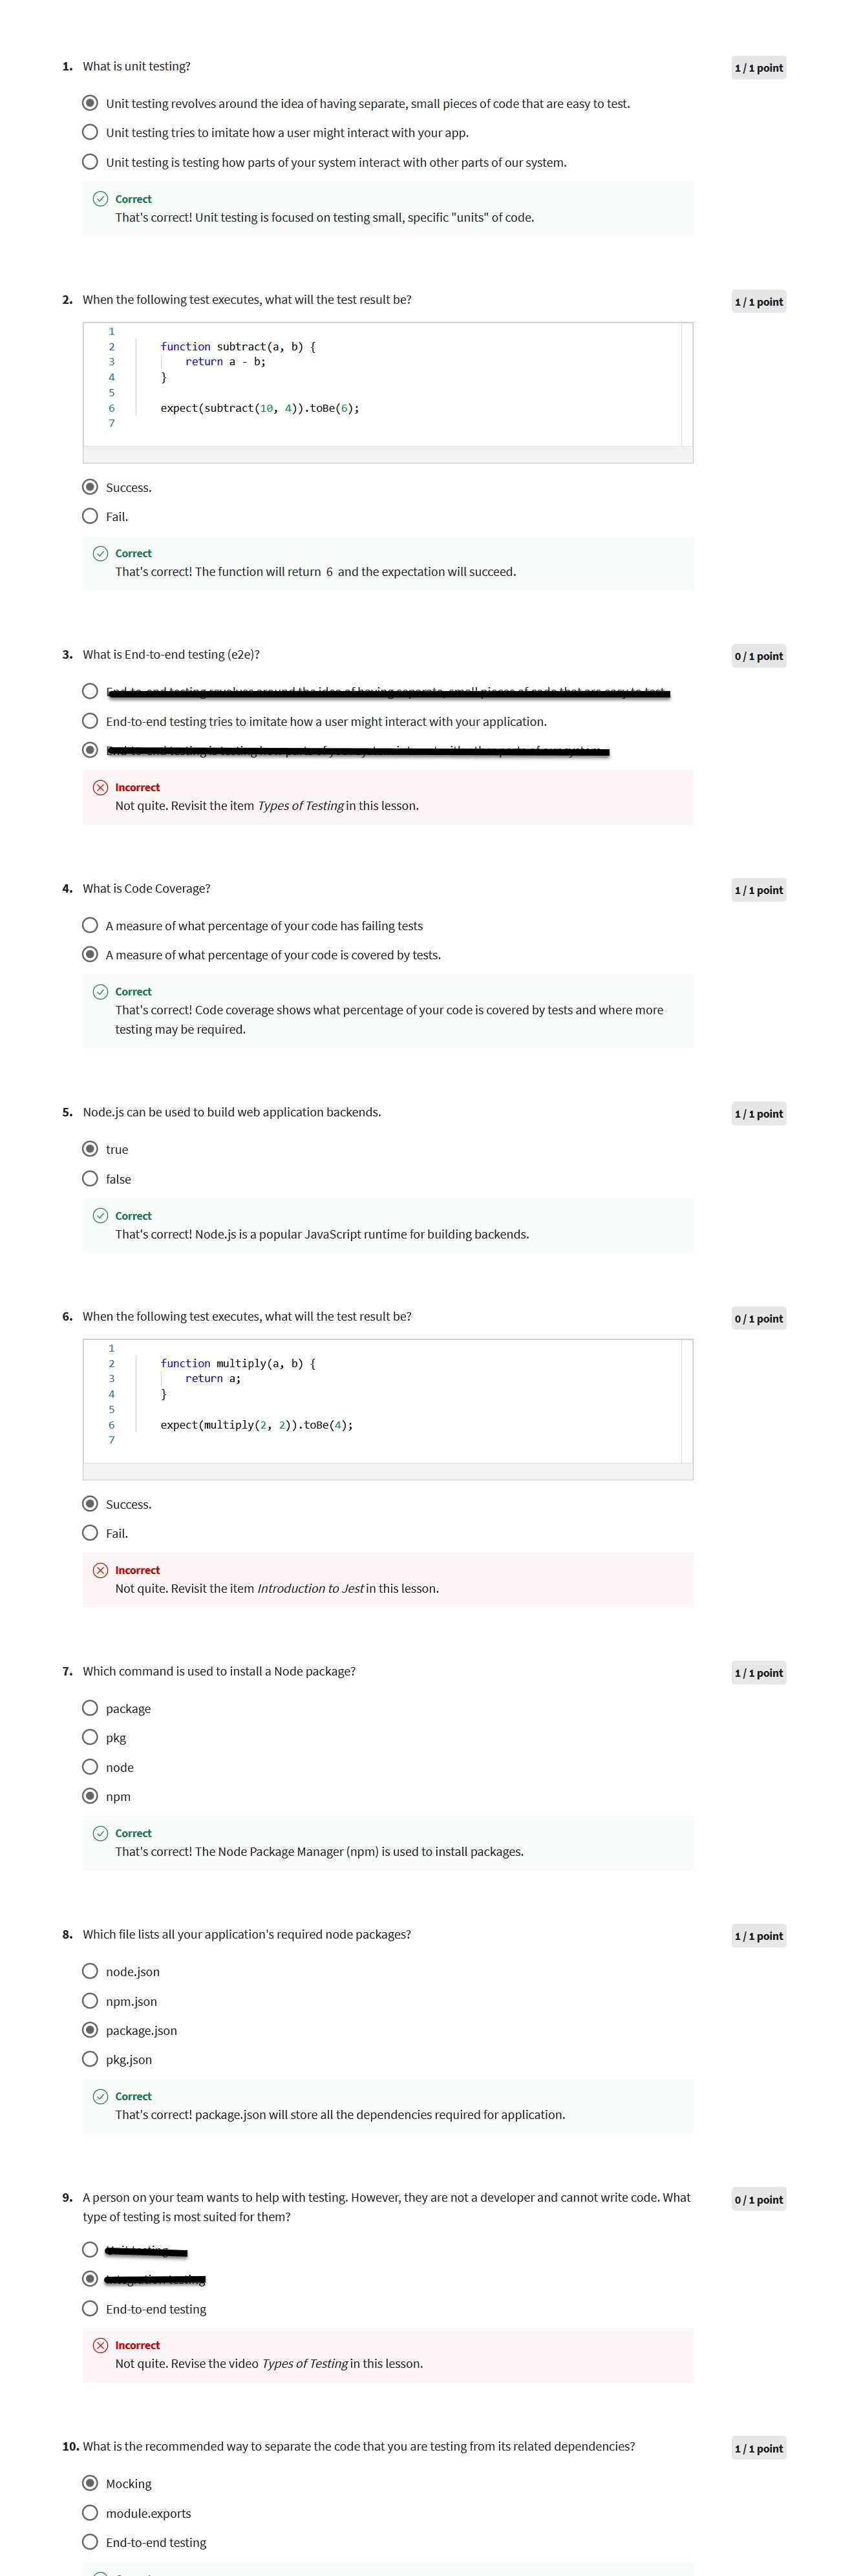 1. What is unit testing?
1 / 1 point
Unit testing revolves around the idea of having separate, small pieces of code that are easy to test.
Unit testing tries to imitate how a user might interact with your app.
Unit testing is testing how parts of your system interact with other parts of our system.
Correct
That's correct! Unit testing is focused on testing small, specific "units" of code.
2. When the following test executes, what will the test result be?
1 / 1 point
1
2 function subtract(a, b) {
3 return a - b;
4 }
5
6 expect(subtract(10, 4)).toBe(6);
7
Success.
Fail.
Correct
That's correct! The function will return 6 and the expectation will succeed.
3. What is End-to-end testing (e2e)?
0 / 1 point
End-to-end testing tries to imitate how a user might interact with your application.
Incorrect
Not quite. Revisit the item Types of Testing in this lesson.
4. What is Code Coverage?
1 / 1 point
A measure of what percentage of your code has failing tests
A measure of what percentage of your code is covered by tests.
Correct
That's correct! Code coverage shows what percentage of your code is covered by tests and where more
testing may be required.
5. Node.js can be used to build web application backends.
1 / 1 point
true
false
Correct
That's correct! Node.js is a popular JavaScript runtime for building backends.
6. When the following test executes, what will the test result be?
0 / 1 point
1
2 function multiply(a, b) {
3 return a;
4 }
5
6 expect(multiply(2, 2)).toBe(4);
7
Success.
Fail.
Incorrect
Not quite. Revisit the item Introduction to Jest in this lesson.
7. Which command is used to install a Node package?
1 / 1 point
package
pkg
node
npm
Correct
That's correct! The Node Package Manager (npm) is used to install packages.
8. Which file lists all your application's required node packages?
1 / 1 point
node.json
npm.json
package.json
pkg.json
Correct
That's correct! package.json will store all the dependencies required for application.
9. A person on your team wants to help with testing. However, they are not a developer and cannot write code. What
type of testing is most suited for them?
0 / 1 point
End-to-end testing
Incorrect
Not quite. Revise the video Types of Testing in this lesson.
10. What is the recommended way to separate the code that you are testing from its related dependencies?
1 / 1 point
Mocking
module.exports
End-to-end testing